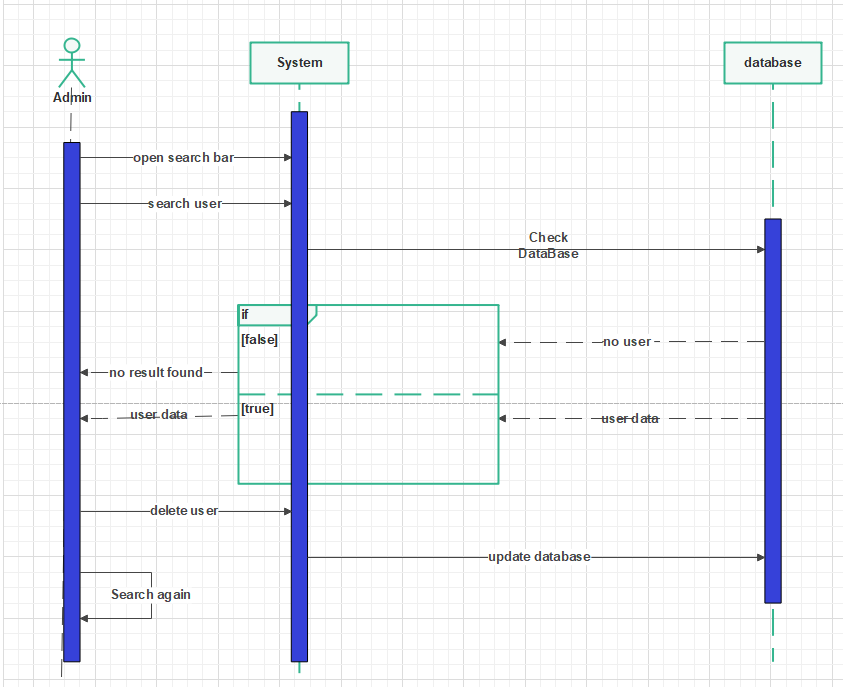 System
database
Admin
open search bar
search user
Check
DataBase
if
[false]
no user
no result found
[true]
user data
user data
delete user
update database
Search again